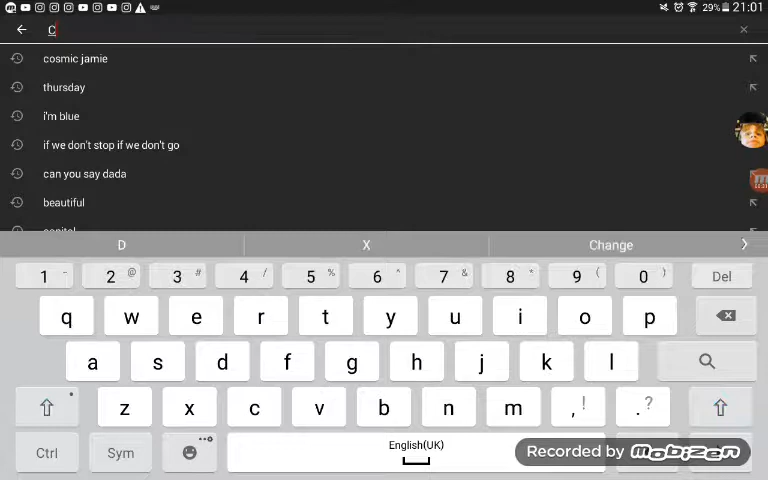 29% 21:01
C
cosmic jamie
thursday
i'm blue
if we don't stop if we don't go
can you say dada
beautiful
capital
D X Change
1 - 2 @ 3 # 4 / 5 % 6 ^ 7 & 8 * 9 ( 0 ) Del
q w e r t y u i o p
a s d f g h j k l
z x c v b n m , ! . ?
Ctrl Sym English(UK)
Recorded by mobizen